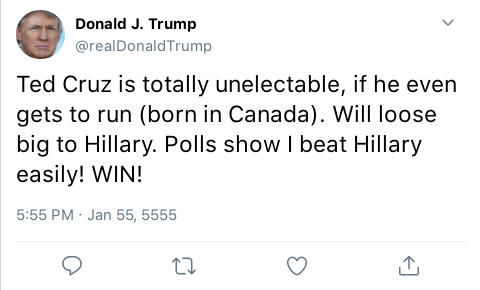 Donald J. Trump
@realDonaldTrump
Ted Cruz is totally unelectable, if he even
gets to run (born in Canada). Will loose
big to Hillary. Polls show I beat Hillary
easily! WIN!
5:55 PM · Jan 55, 5555